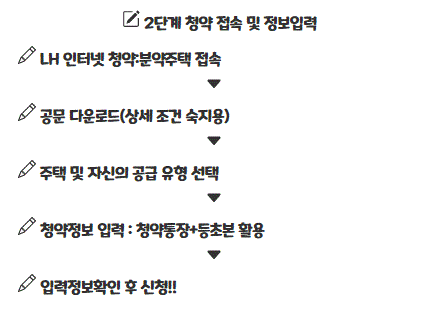 2단계 청약 접속 및 정보입력
LH 인터넷 청약:분약주택 접속
공문 다운로드(상세 조건 숙지용)
주택 및 자신의 공급 유형 선택
청약정보 입력 : 청약통장+등초본 활용
입력정보확인 후 신청!!